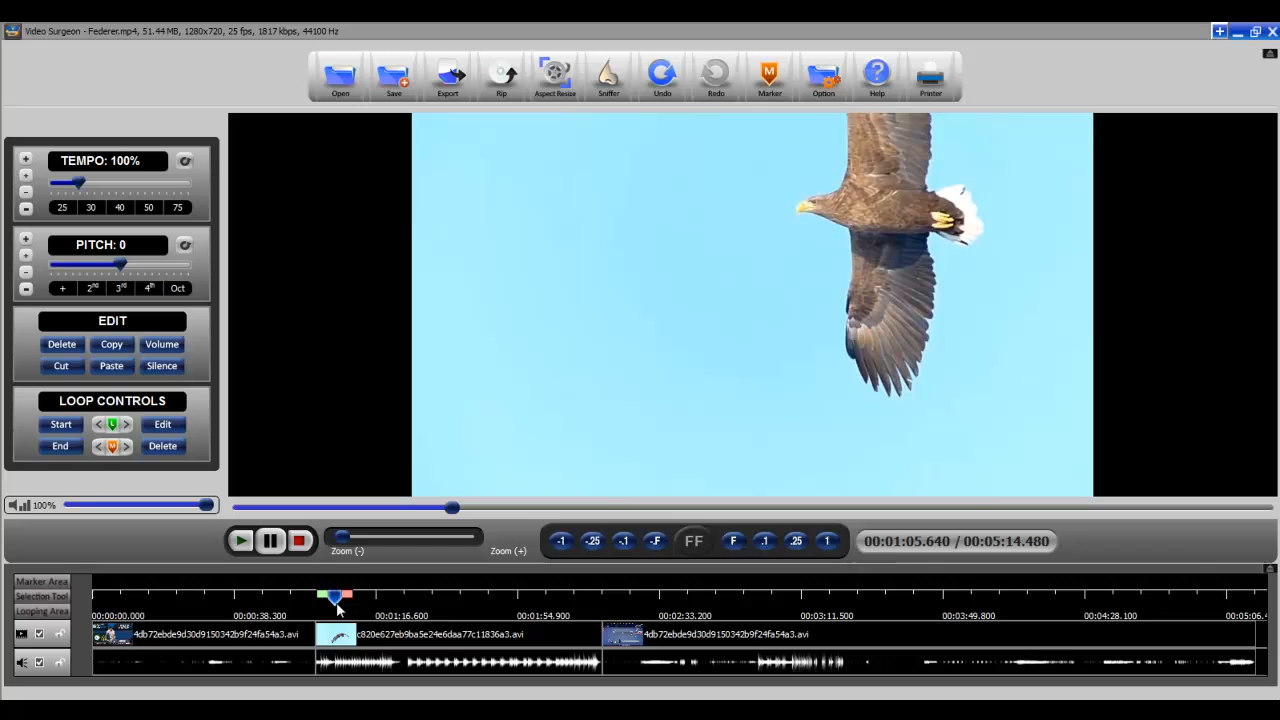 Video Surgeon - Federer.mp4, 51.44 MB, 1280x720, 25 fps, 1817 kbps, 44100 Hz
Open Save Export Rip Aspect Resize Sniffer Undo Redo M Marker Option ? Help Printer
TEMPO: 100%
25 30 40 50 75
PITCH: 0
+ 2nd 3rd 4th Oct
EDIT
Delete Copy Volume
Cut Paste Silence
LOOP CONTROLS
Start < L > Edit
End < M > Delete
100%
Zoom (-) Zoom (+)
-1 -.25 -.1 -F FF F .1 .25 1
00:01:05.640 / 00:05:14.480
Marker Area
Selection Tool
Looping Area
00:00:00.000 00:00:38.300 00:01:16.600 00:01:54.900 00:02:33.200 00:03:11.500 00:03:49.800 00:04:28.100 00:05:06.4
4db72ebde9d30d9150342b9f24fa54a3.avi c820e627eb9ba5e24e6daa77c11836a3.avi 4db72ebde9d30d9150342b9f24fa54a3.avi